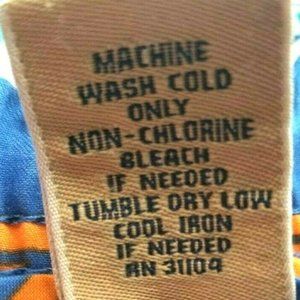 MACHINE
WASH COLD
ONLY
NON-CHLORINE
BLEACH
IF NEEDED
TUMBLE DRY LOW
COOL IRON
IF NEEDED
RN 31104